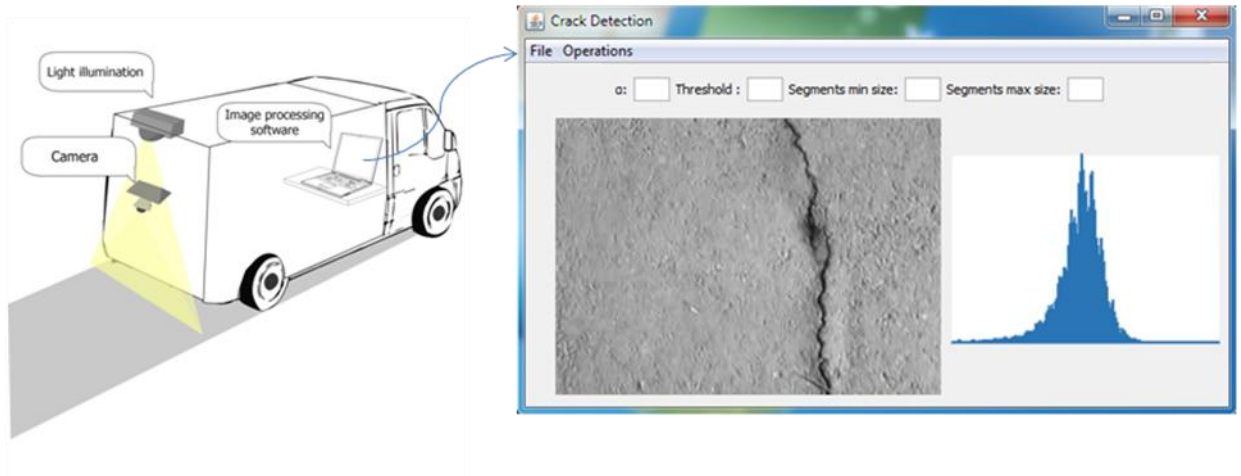 Light illumination
Camera
Image processing
software
Crack Detection
File Operations
α: Threshold : Segments min size: Segments max size: